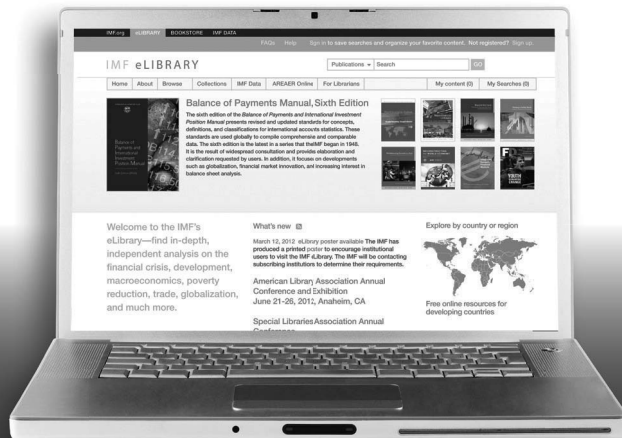 IMF.org eLIBRARY BOOKSTORE IMF DATA
FAQs Help Sign in to save searches and organize your favorite content. Not registered? Sign up.
IMF eLIBRARY
Publications Search GO
Home About Browse Collections IMF Data AREAER Online For Librarians My content (0) My Searches (0)
Balance of Payments Manual, Sixth Edition
The sixth edition of the Balance of Payments and International Investment
Position Manual presents revised and updated standards for concepts,
definitions, and classifications for international accounts statistics. These
standards are used globally to compile comprehensive and comparable
data. The sixth edition is the latest in a series that theIMF began in 1948.
It is the result of widespread consultation and provides elaboration and
clarification requested by users. In addition, it focuses on developments
such as globalization, financial market innovation, and increasing interest in
balance sheet analysis.
Balance of
Payments and
International
Investment
Position Manual
F
YOUTH
Welcome to the IMF's
eLibrary—find in-depth,
independent analysis on the
financial crisis, development,
macroeconomics, poverty
reduction, trade, globalization,
and much more.
What's new
March 12, 2012 eLibrary poster available The IMF has
produced a printed poster to encourage institutional
users to visit the IMF eLibrary. The IMF will be contacting
subscribing institutions to determine their requirements.
American Library Association Annual
Conference and Exhibition
June 21-26, 2012, Anaheim, CA
Special Libraries Association Annual
Conference
Explore by country or region
Free online resources for
developing countries